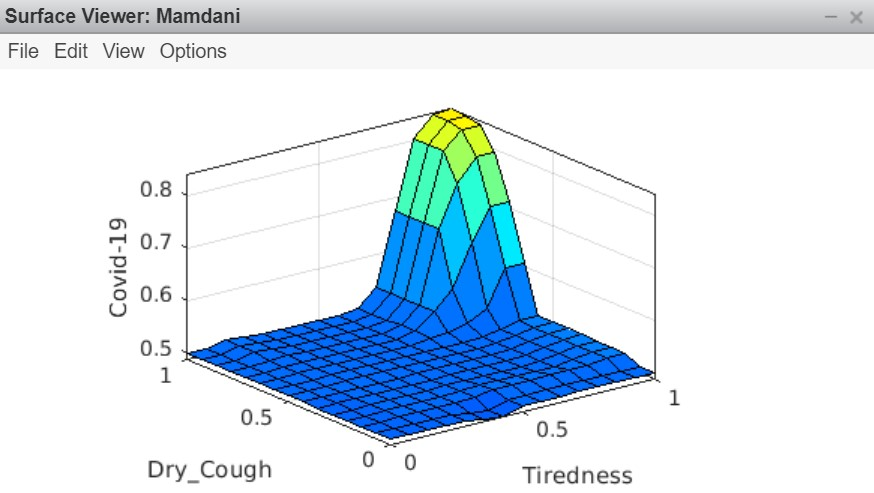 Surface Viewer: Mamdani
File Edit View Options
0.8
0.7
0.6
0.5
Covid-19
1
0.5
0
Dry_Cough
0
0.5
1
Tiredness